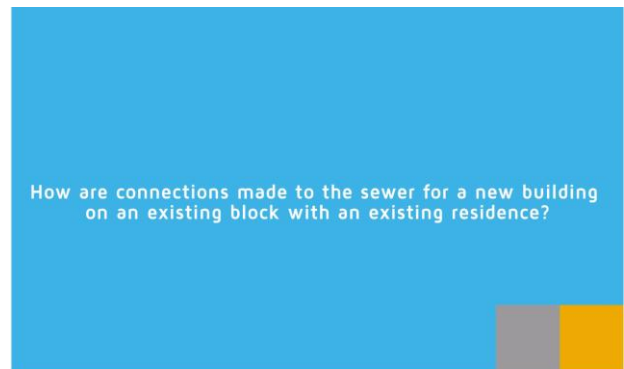 How are connections made to the sewer for a new building
on an existing block with an existing residence?